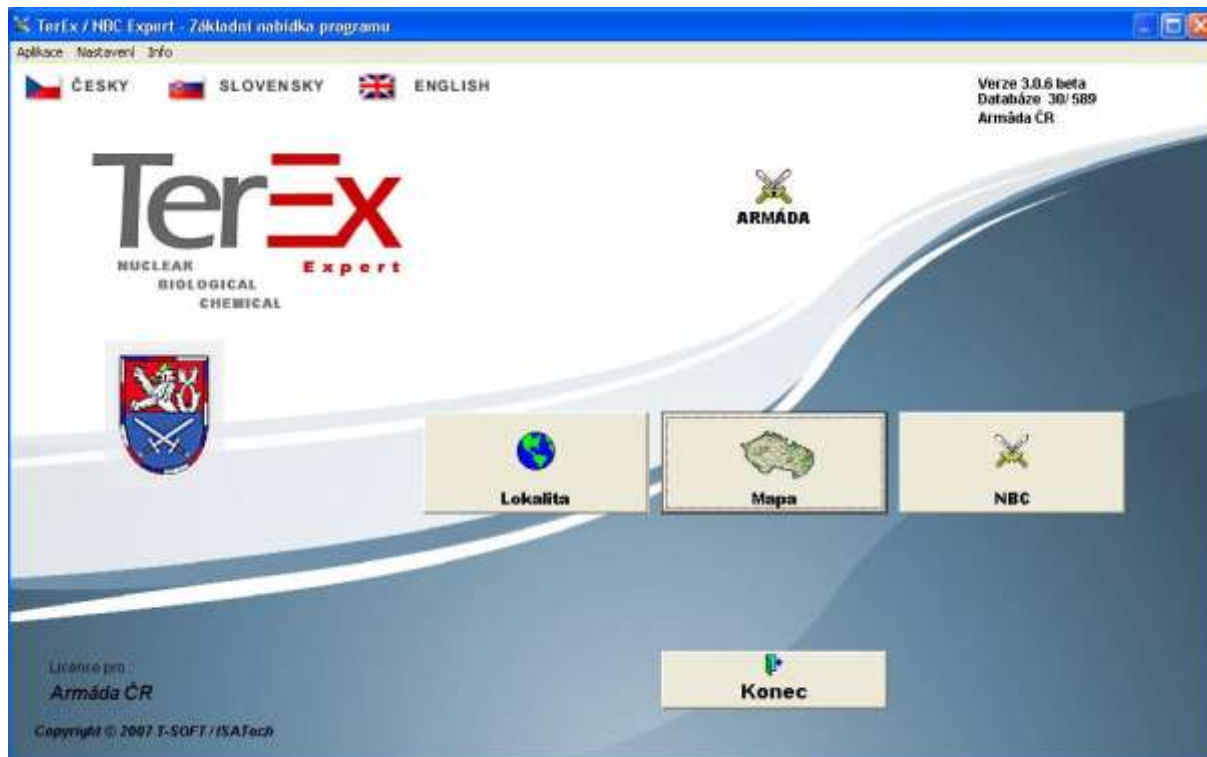 TerEx / NBC Expert - Základní nabídka programu
Aplikace Nastavení Info
ČESKY SLOVENSKY ENGLISH
Verze 3.0.6 beta
Databáze 30/589
Armáda ČR
TerEx
NUCLEAR Expert
BIOLOGICAL
CHEMICAL
ARMÁDA
Lokalita Mapa NBC
Licence pro :
Armáda ČR
Konec
Copyright © 2007 T-SOFT / ISATech